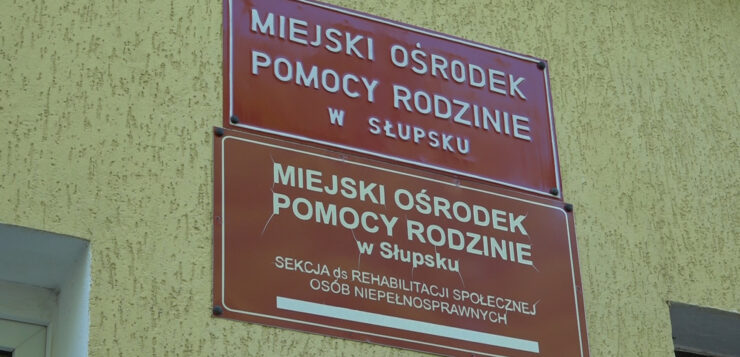 MIEJSKI OŚRODEK
POMOCY RODZINIE
W SŁUPSKU
MIEJSKI OŚRODEK
POMOCY RODZINIE
w Słupsku
SEKCJA ds REHABILITACJI SPOŁECZNEJ
OSÓB NIEPEŁNOSPRAWNYCH